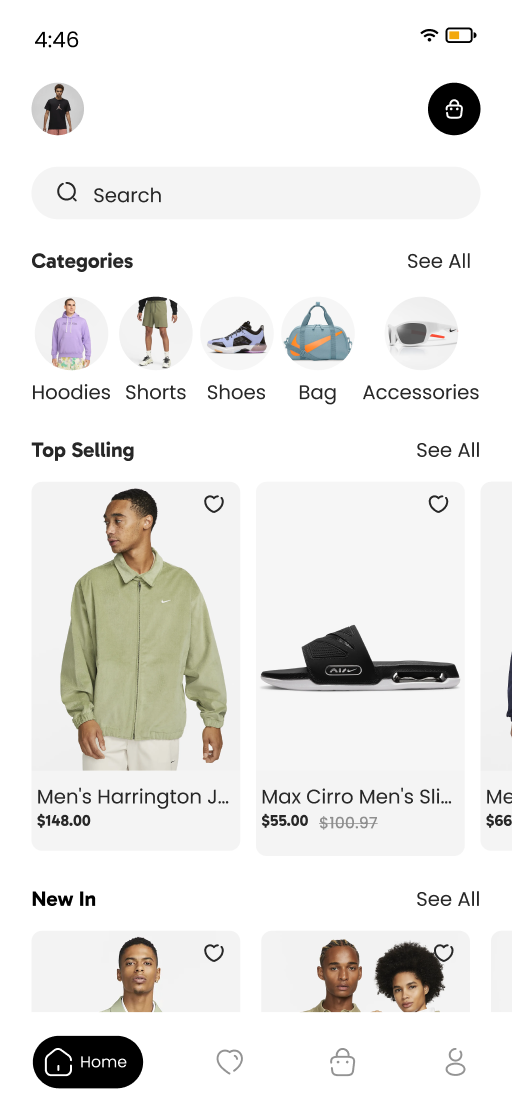 4:46
Search
Categories See All
Hoodies Shorts Shoes Bag Accessories
Top Selling See All
AIR
Men's Harrington J... Max Cirro Men's Sli... Me
$148.00 $55.00 $100.97 $66
New In See All
Home